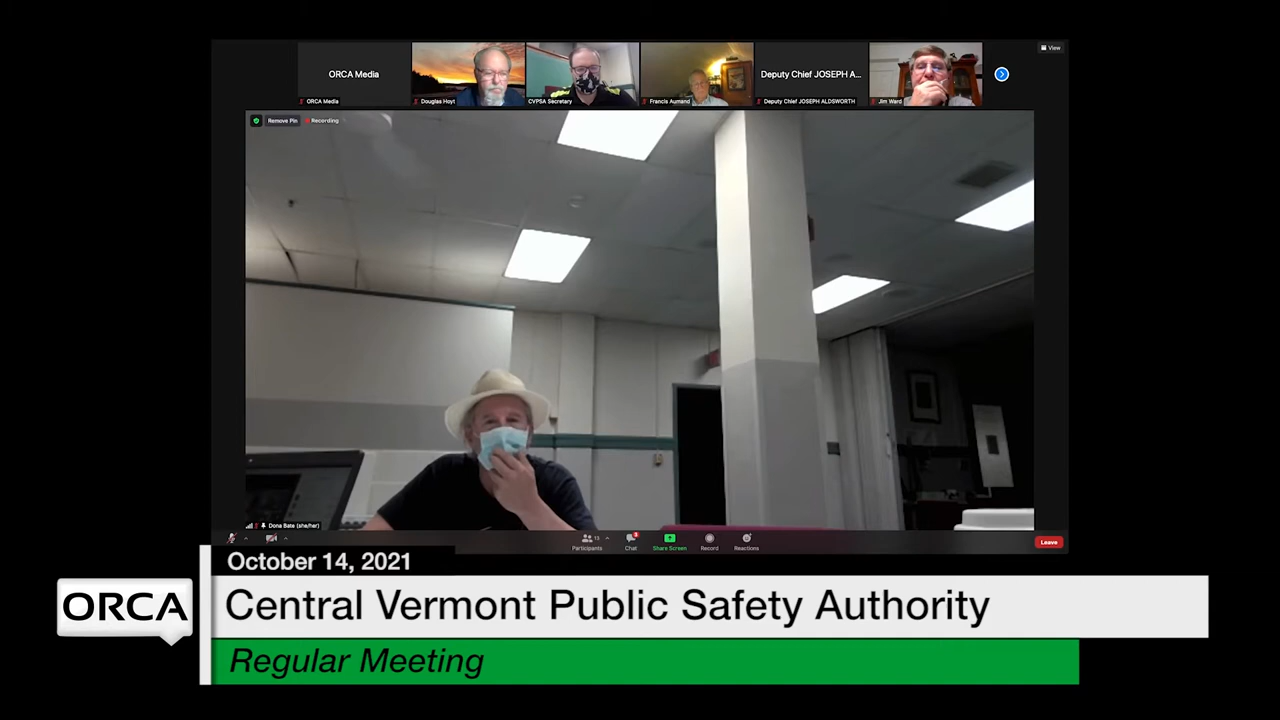 ORCA Media
Deputy Chief JOSEPH A...
View
ORCA Media
Douglas Hoyt
CVPSA Secretary
Francis Aumand
Deputy Chief JOSEPH ALDSWORTH
Jim Ward
Remove Pin
Recording
Dona Bate (she/her)
Participants
13
Chat
Share Screen
Record
Reactions
Leave
October 14, 2021
ORCA
Central Vermont Public Safety Authority
Regular Meeting